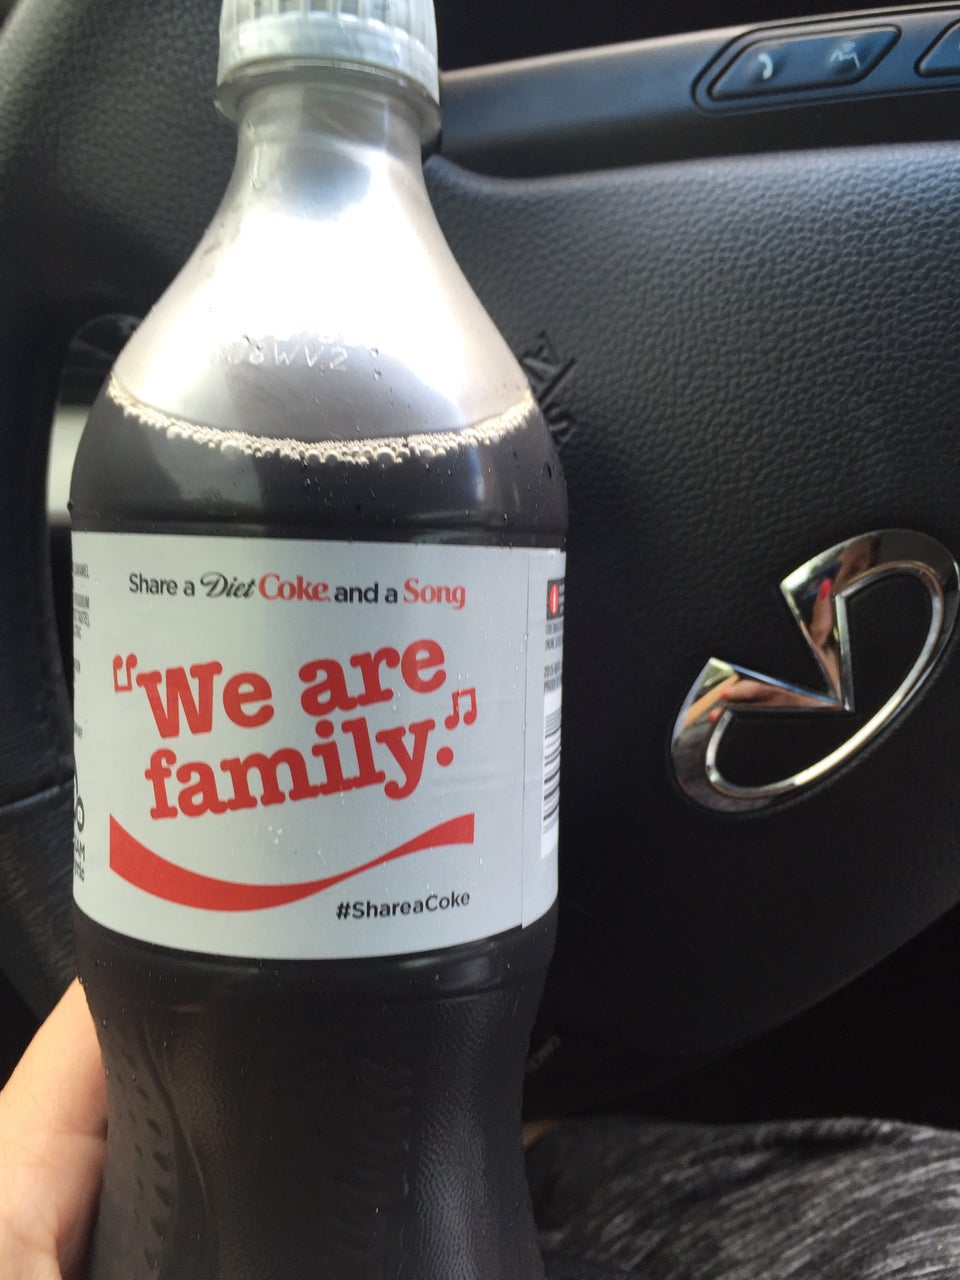 Share a Diet Coke and a Song
"We are
family."
#ShareaCoke